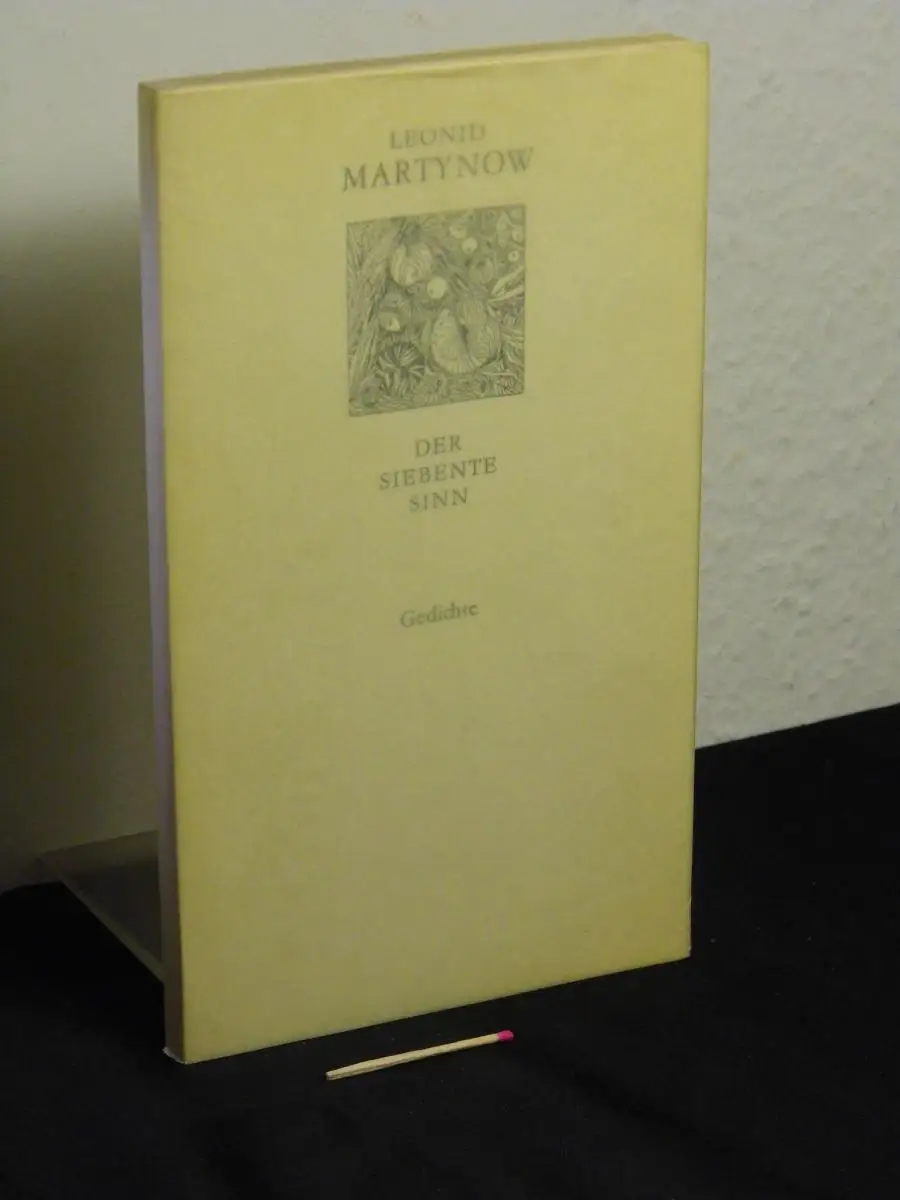 LEONID
MARTYNOW
DER
SIEBENTE
SINN
Gedichte